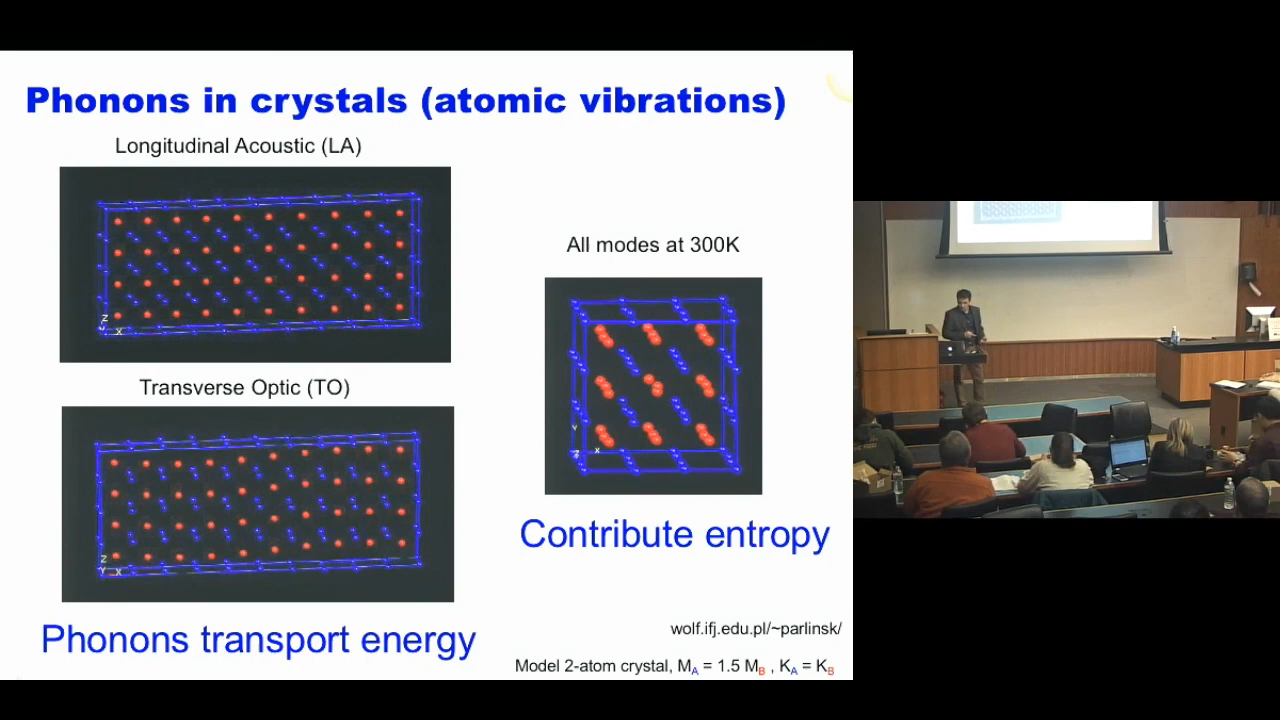 Phonons in crystals (atomic vibrations)
Longitudinal Acoustic (LA)
Z
Y X
All modes at 300K
Y
Z X
Transverse Optic (TO)
Z
Y X
Contribute entropy
Phonons transport energy
wolf.ifj.edu.pl/~parlinsk/
Model 2-atom crystal, MA = 1.5 MB , KA = KB